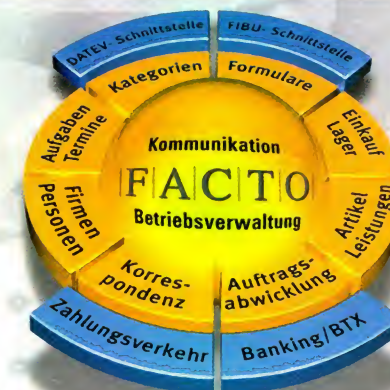 DATEV- Schnittstelle
FIBU- Schnittstelle
Kategorien
Formulare
Aufgaben
Termine
Einkauf
Lager
Kommunikation
F|A|C|T|O
Betriebsverwaltung
Firmen
Personen
Artikel
Leistungen
Korres-
pondenz
Auftrags-
abwicklung
Zahlungsverkehr
Banking/BTX